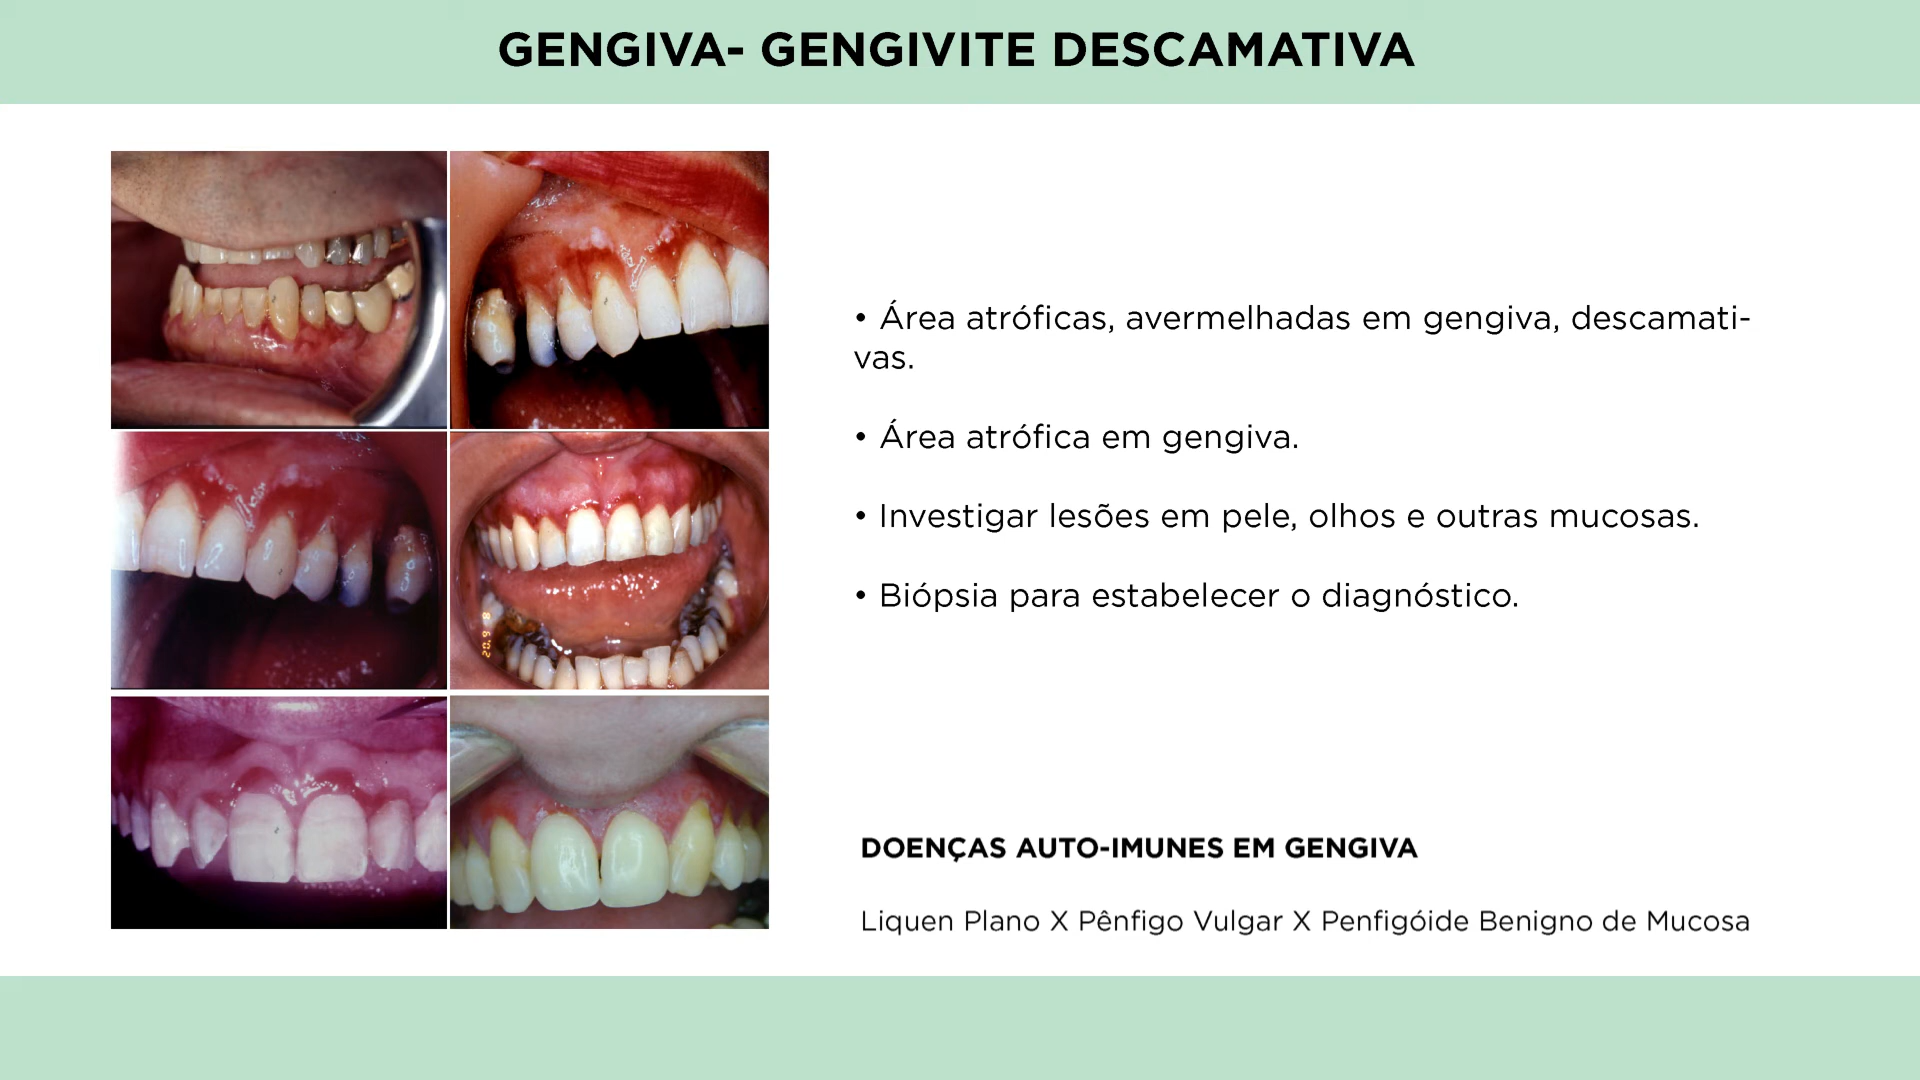 GENGIVA- GENGIVITE DESCAMATIVA
• Área atróficas, avermelhadas em gengiva, descamati-
vas.
• Área atrófica em gengiva.
• Investigar lesões em pele, olhos e outras mucosas.
• Biópsia para estabelecer o diagnóstico.
DOENÇAS AUTO-IMUNES EM GENGIVA
Liquen Plano X Pênfigo Vulgar X Penfigóide Benigno de Mucosa